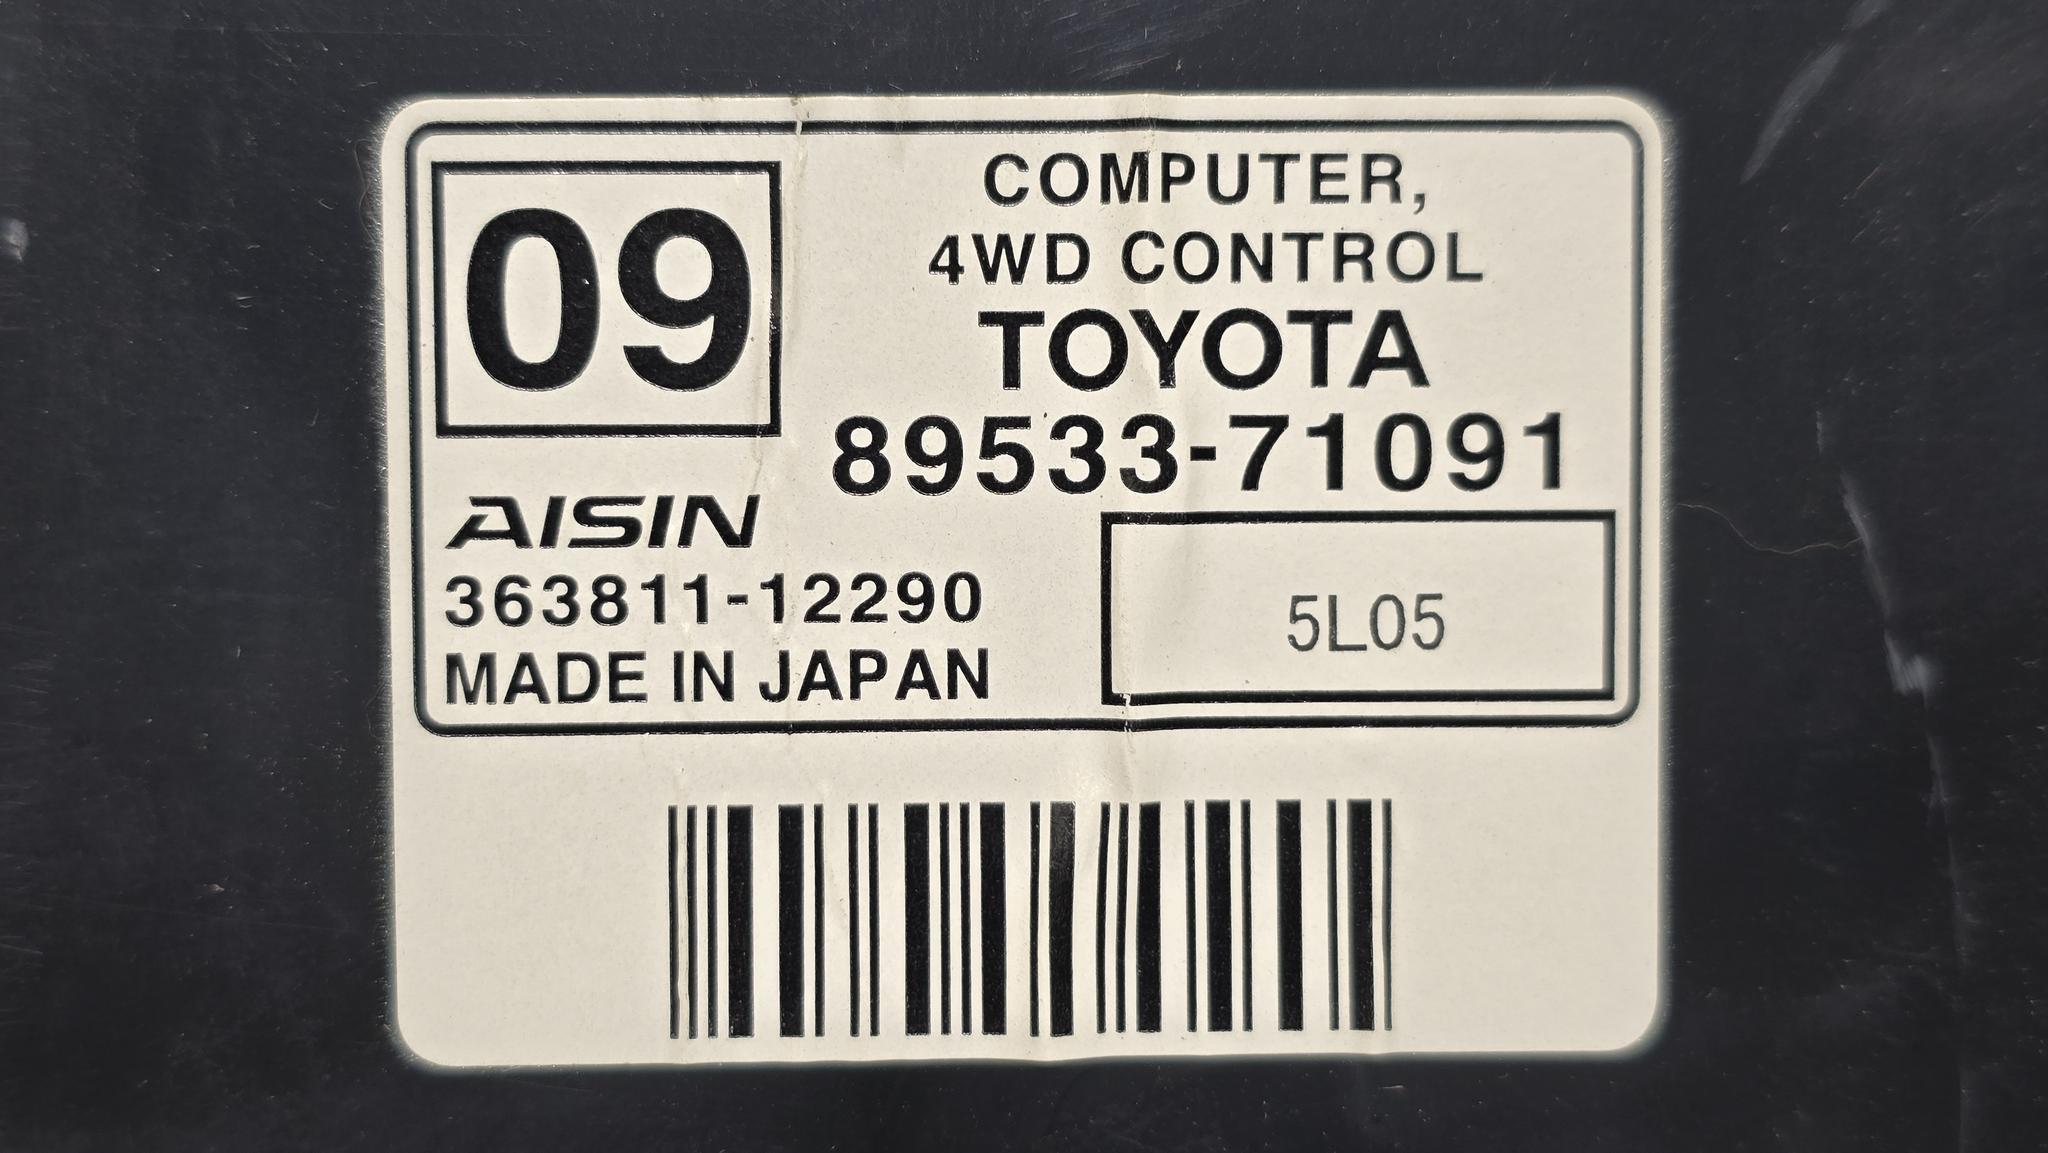 09
COMPUTER,
4WD CONTROL
TOYOTA
89533-71091
AISIN
363811-12290
MADE IN JAPAN
5L05